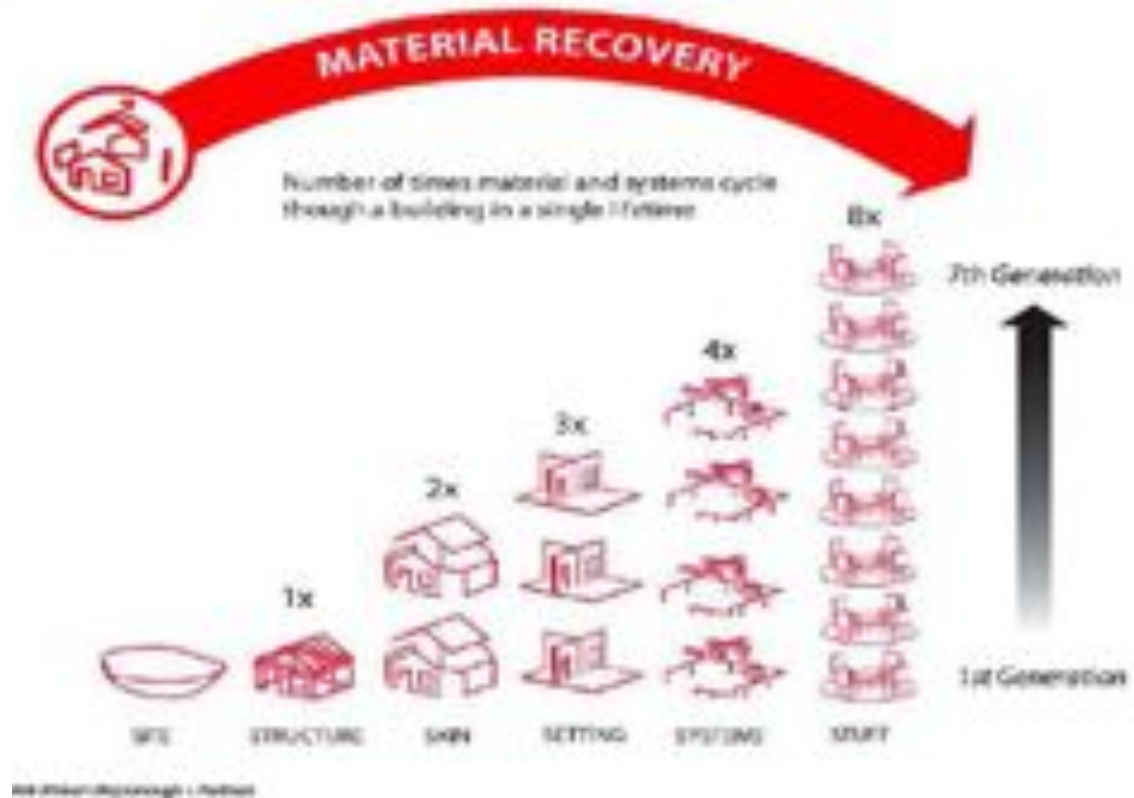 MATERIAL RECOVERY
Number of times material and systems cycle
though a building in a single lifetime
8x
7th Generation
4x
3x
2x
1x
1st Generation
SITE
STRUCTURE
SKIN
SETTING
SYSTEMS
STUFF